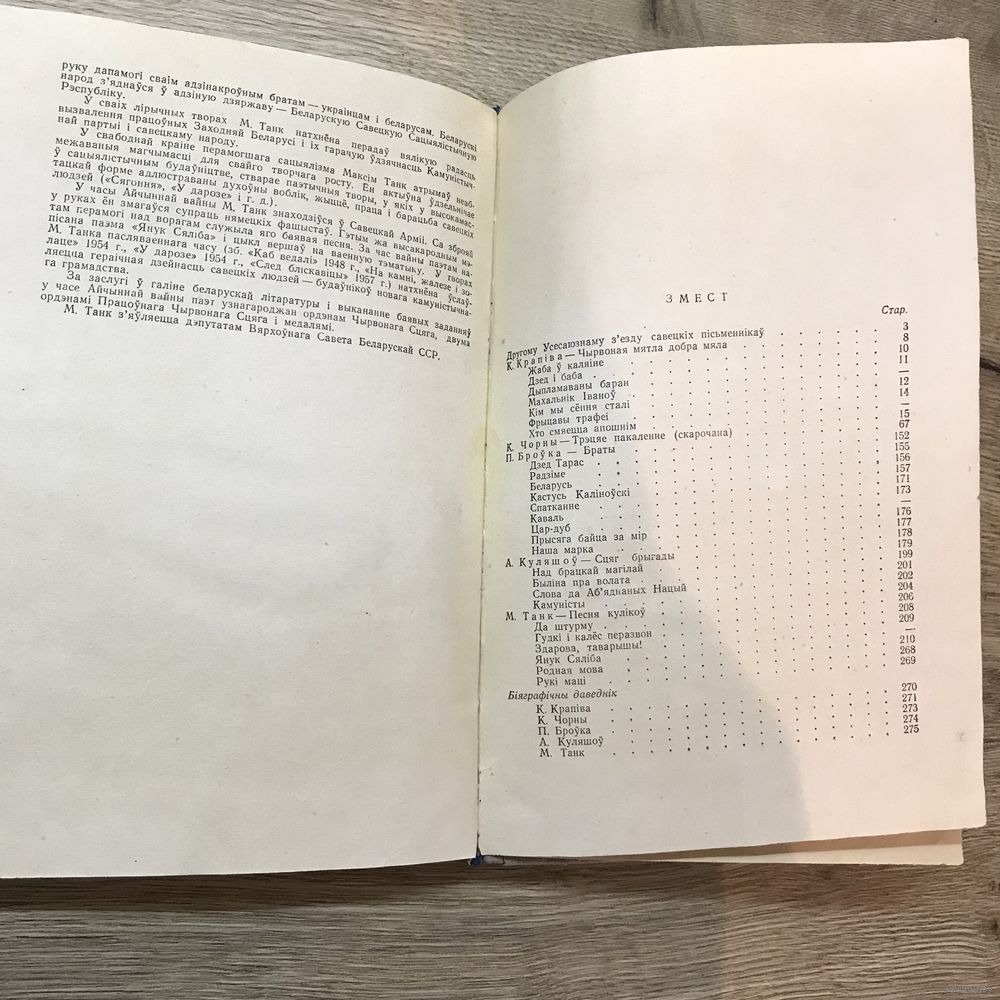 руку дапамогі сваім адзінакроўным братам — украінцам і беларусам. Беларускі
народ з'яднаўся ў адзіную дзяржаву — Беларускую Савецкую Сацыялістычную
Рэспубліку.
У сваіх лірычных творах М. Танк натхнёна перадаў вялікую радасць
вызвалення працоўных Заходняй Беларусі і іх гарачую ўдзячнасць Камуністыч-
най партыі і савецкаму народу.
У свабоднай краіне перамогшага сацыялізма Максім Танк атрымаў неаб-
межаваныя магчымасці для свайго творчага росту. Ен актыўна ўдзельнічае
ў сацыялістычным будаўніцтве, стварае паэтычныя творы, у якіх у высокамас-
тацкай форме адлюстраваны духоўны воблік, жыццё, праца і барацьба савецкіх
людзей («Сягоння», «У дарозе» і г. д.).
У часы Айчыннай вайны М. Танк знаходзіўся ў Савецкай Арміі. Са зброяй
у руках ён змагаўся супраць нямецкіх фашыстаў. Гэтым жа высакародным мэ-
там перамогі над ворагам служыла яго баявая песня. За час вайны паэтам на-
пісана паэма «Янук Сяліба» і цыкл вершаў на ваенную тэматыку. У творах
М. Танка пасляваеннага часу (зб. «Каб ведалі» 1948 г., «На камні, жалезе і зо-
лаце» 1954 г., «У дарозе» 1954 г., «След бліскавіцы» 1957 г.) натхнёна ўслаў-
ляецца гераічная дзейнасць савецкіх людзей — будаўнікоў новага камуністычна-
га грамадства.
За заслугі ў галіне беларускай літаратуры і выкананне баявых заданняў
у часе Айчыннай вайны паэт узнагароджан ордэнам Чырвонага Сцяга, двума
ордэнамі Працоўнага Чырвонага Сцяга і медалямі.
М. Танк з'яўляецца дэпутатам Вярхоўнага Савета Беларускай ССР.
ЗМЕСТ
Стар.
Другому Усесаюзнаму з'езду савецкіх пісьменнікаў 3
К. Крапіва — Чырвоная мятла добра мяла 8
Жаба ў каляіне 10
Дзед і баба 11
Дыпламаваны баран —
Махальнік Іваноў 12
Кім мы сёння сталі 14
Фрыцавы трафеі —
Хто смяецца апошнім 15
К. Чорны — Трэцяе пакаленне (скарочана) 67
П. Броўка — Браты 152
Дзед Тарас 155
Радзіме 156
Беларусь 157
Кастусь Каліноўскі 171
Спатканне 173
Каваль —
Цар-дуб 176
Прысяга байца за мір 177
Наша марка 178
А. Куляшоў — Сцяг брыгады 179
Над брацкай магілай 199
Быліна пра волата 201
Слова да Аб'яднаных Нацый 202
Камуністы 204
М. Танк — Песня кулікоў 206
Да штурму 208
Гудкі і калёс перазвон 209
Здарова, таварышы! —
Янук Сяліба 210
Родная мова 268
Рукі маці 269
Біяграфічны даведнік
К. Крапіва 270
К. Чорны 271
П. Броўка 273
А. Куляшоў 274
М. Танк 275